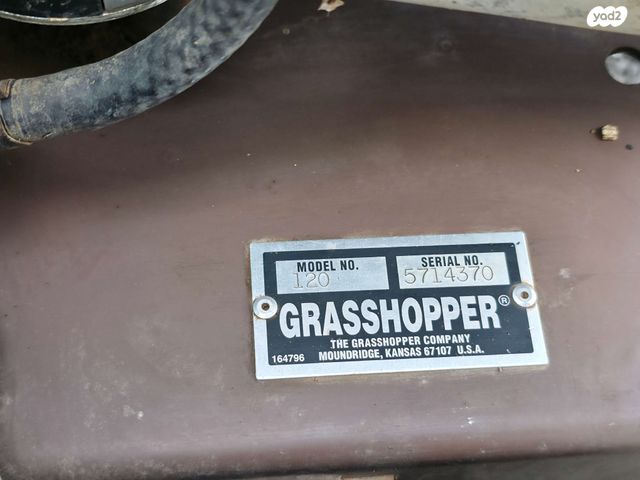 yad2
MODEL NO. SERIAL NO.
120 5714370
GRASSHOPPER®
THE GRASSHOPPER COMPANY
164796 MOUNDRIDGE, KANSAS 67107 U.S.A.